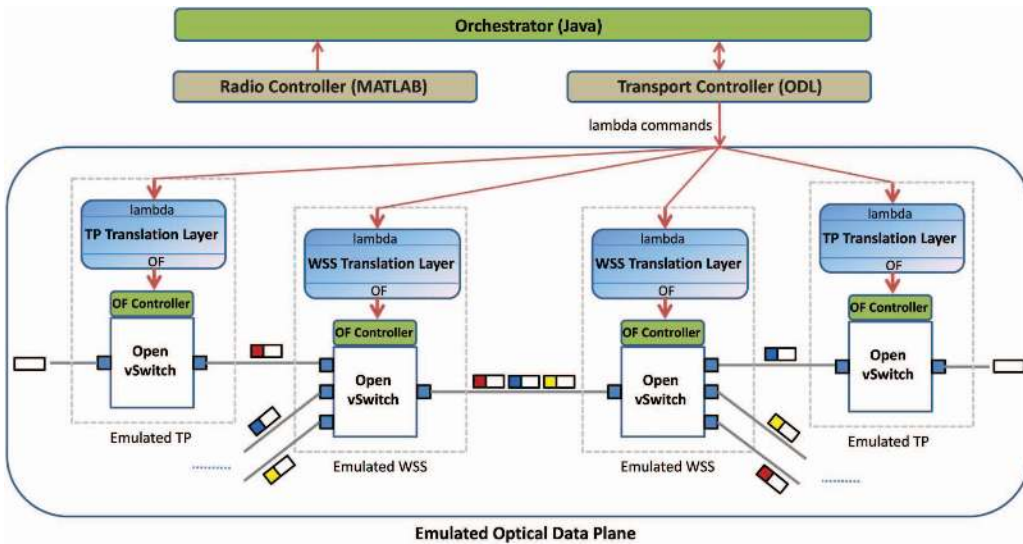 Orchestrator (Java)
Radio Controller (MATLAB)
Transport Controller (ODL)
lambda commands
lambda
TP Translation Layer
OF
OF Controller
Open
vSwitch
Emulated TP
lambda
WSS Translation Layer
OF
OF Controller
Open
vSwitch
Emulated WSS
lambda
WSS Translation Layer
OF
OF Controller
Open
vSwitch
Emulated WSS
lambda
TP Translation Layer
OF
OF Controller
Open
vSwitch
Emulated TP
Emulated Optical Data Plane